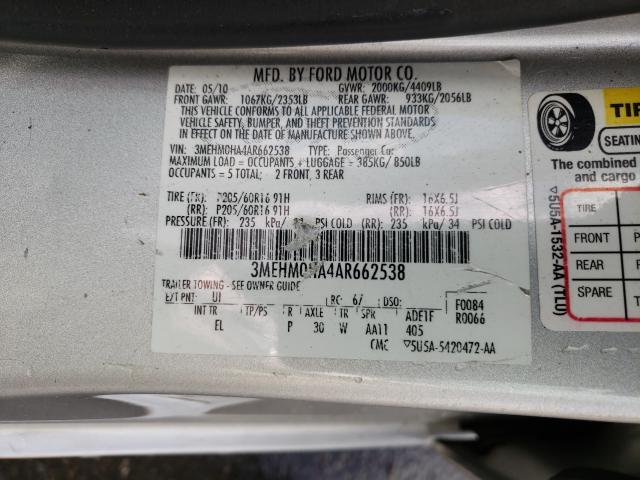 MFD. BY FORD MOTOR CO.
DATE: 05/10 GVWR: 2000KG/4409LB
FRONT GAWR: 1067KG/2353LB REAR GAWR: 933KG/2056LB
THIS VEHICLE CONFORMS TO ALL APPLICABLE FEDERAL MOTOR
VEHICLE SAFETY, BUMPER, AND THEFT PREVENTION STANDARDS
IN EFFECT ON THE DATE OF MANUFACTURE SHOWN ABOVE.
VIN: 3MEHM0HA4AR662538 TYPE: Passenger Car
MAXIMUM LOAD = OCCUPANTS + LUGGAGE = 385KG/ 850LB
OCCUPANTS = 5 TOTAL; 2 FRONT, 3 REAR
TIRE (FR): P205/60R16 91H RIMS (FR): 16X6.5J
(RR): P205/60R16 91H (RR): 16X6.5J
PRESSURE (FR): 235 kPa/ PSI COLD (RR): 235 kPa/ 34 PSI COLD
3MEHM0HA4AR662538
TRAILER TOWING - SEE OWNER GUIDE
EXT PNT: UI RC: 67 DSO: F0084
INT TR TP/PS R AXLE TR SPR ADE1F R0066
EL P 30 W AA11 405
CMC ▽5U5A-5420472-AA
TIR
SEATING
The combined
and cargo
TIRE
FRONT P
REAR
SPARE T
▽5U5A-1532-AA (TLU)